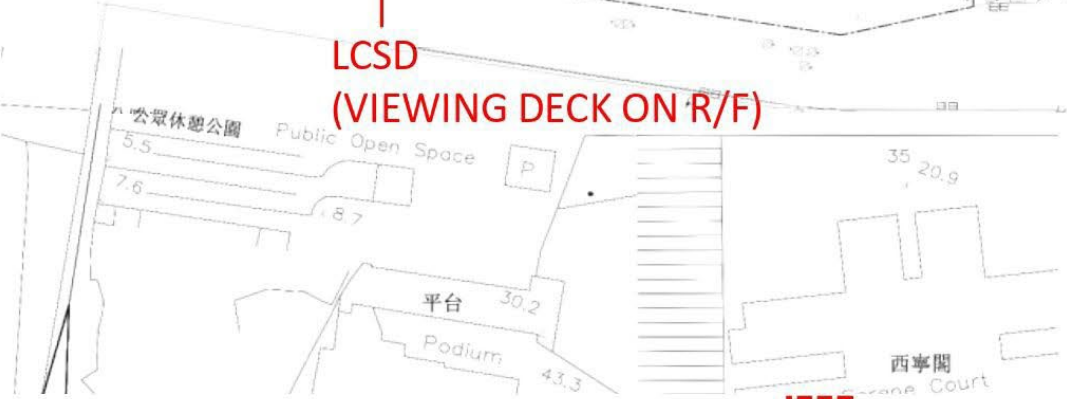 LCSD
(VIEWING DECK ON R/F)
公眾休憩公園
Public Open Space
P
5.5
7.6
8.7
35
20.9
平台
30.2
Podium
43.3
西寧閣
Serene Court